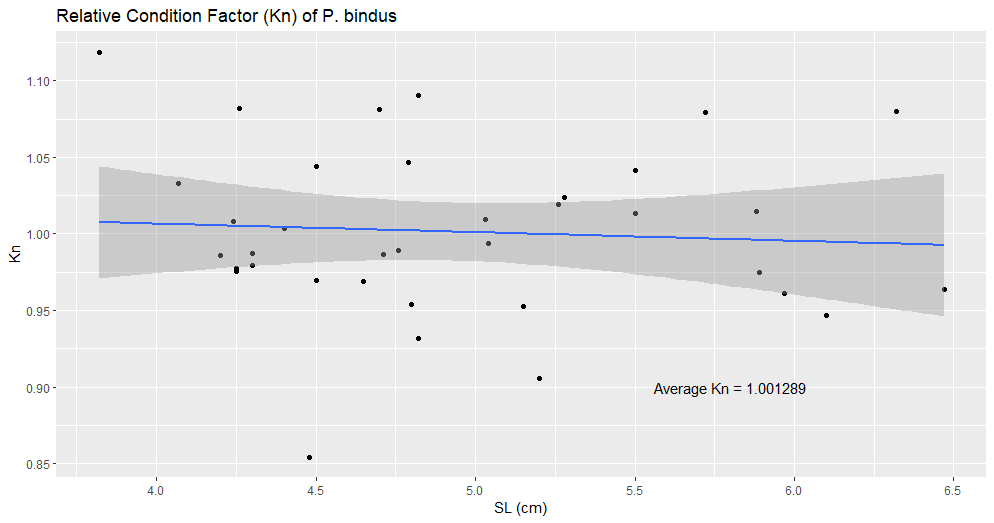 Relative Condition Factor (Kn) of P. bindus
1.10
1.05
1.00
0.95
0.90
0.85
Kn
Average Kn = 1.001289
4.0 4.5 5.0 5.5 6.0 6.5
SL (cm)